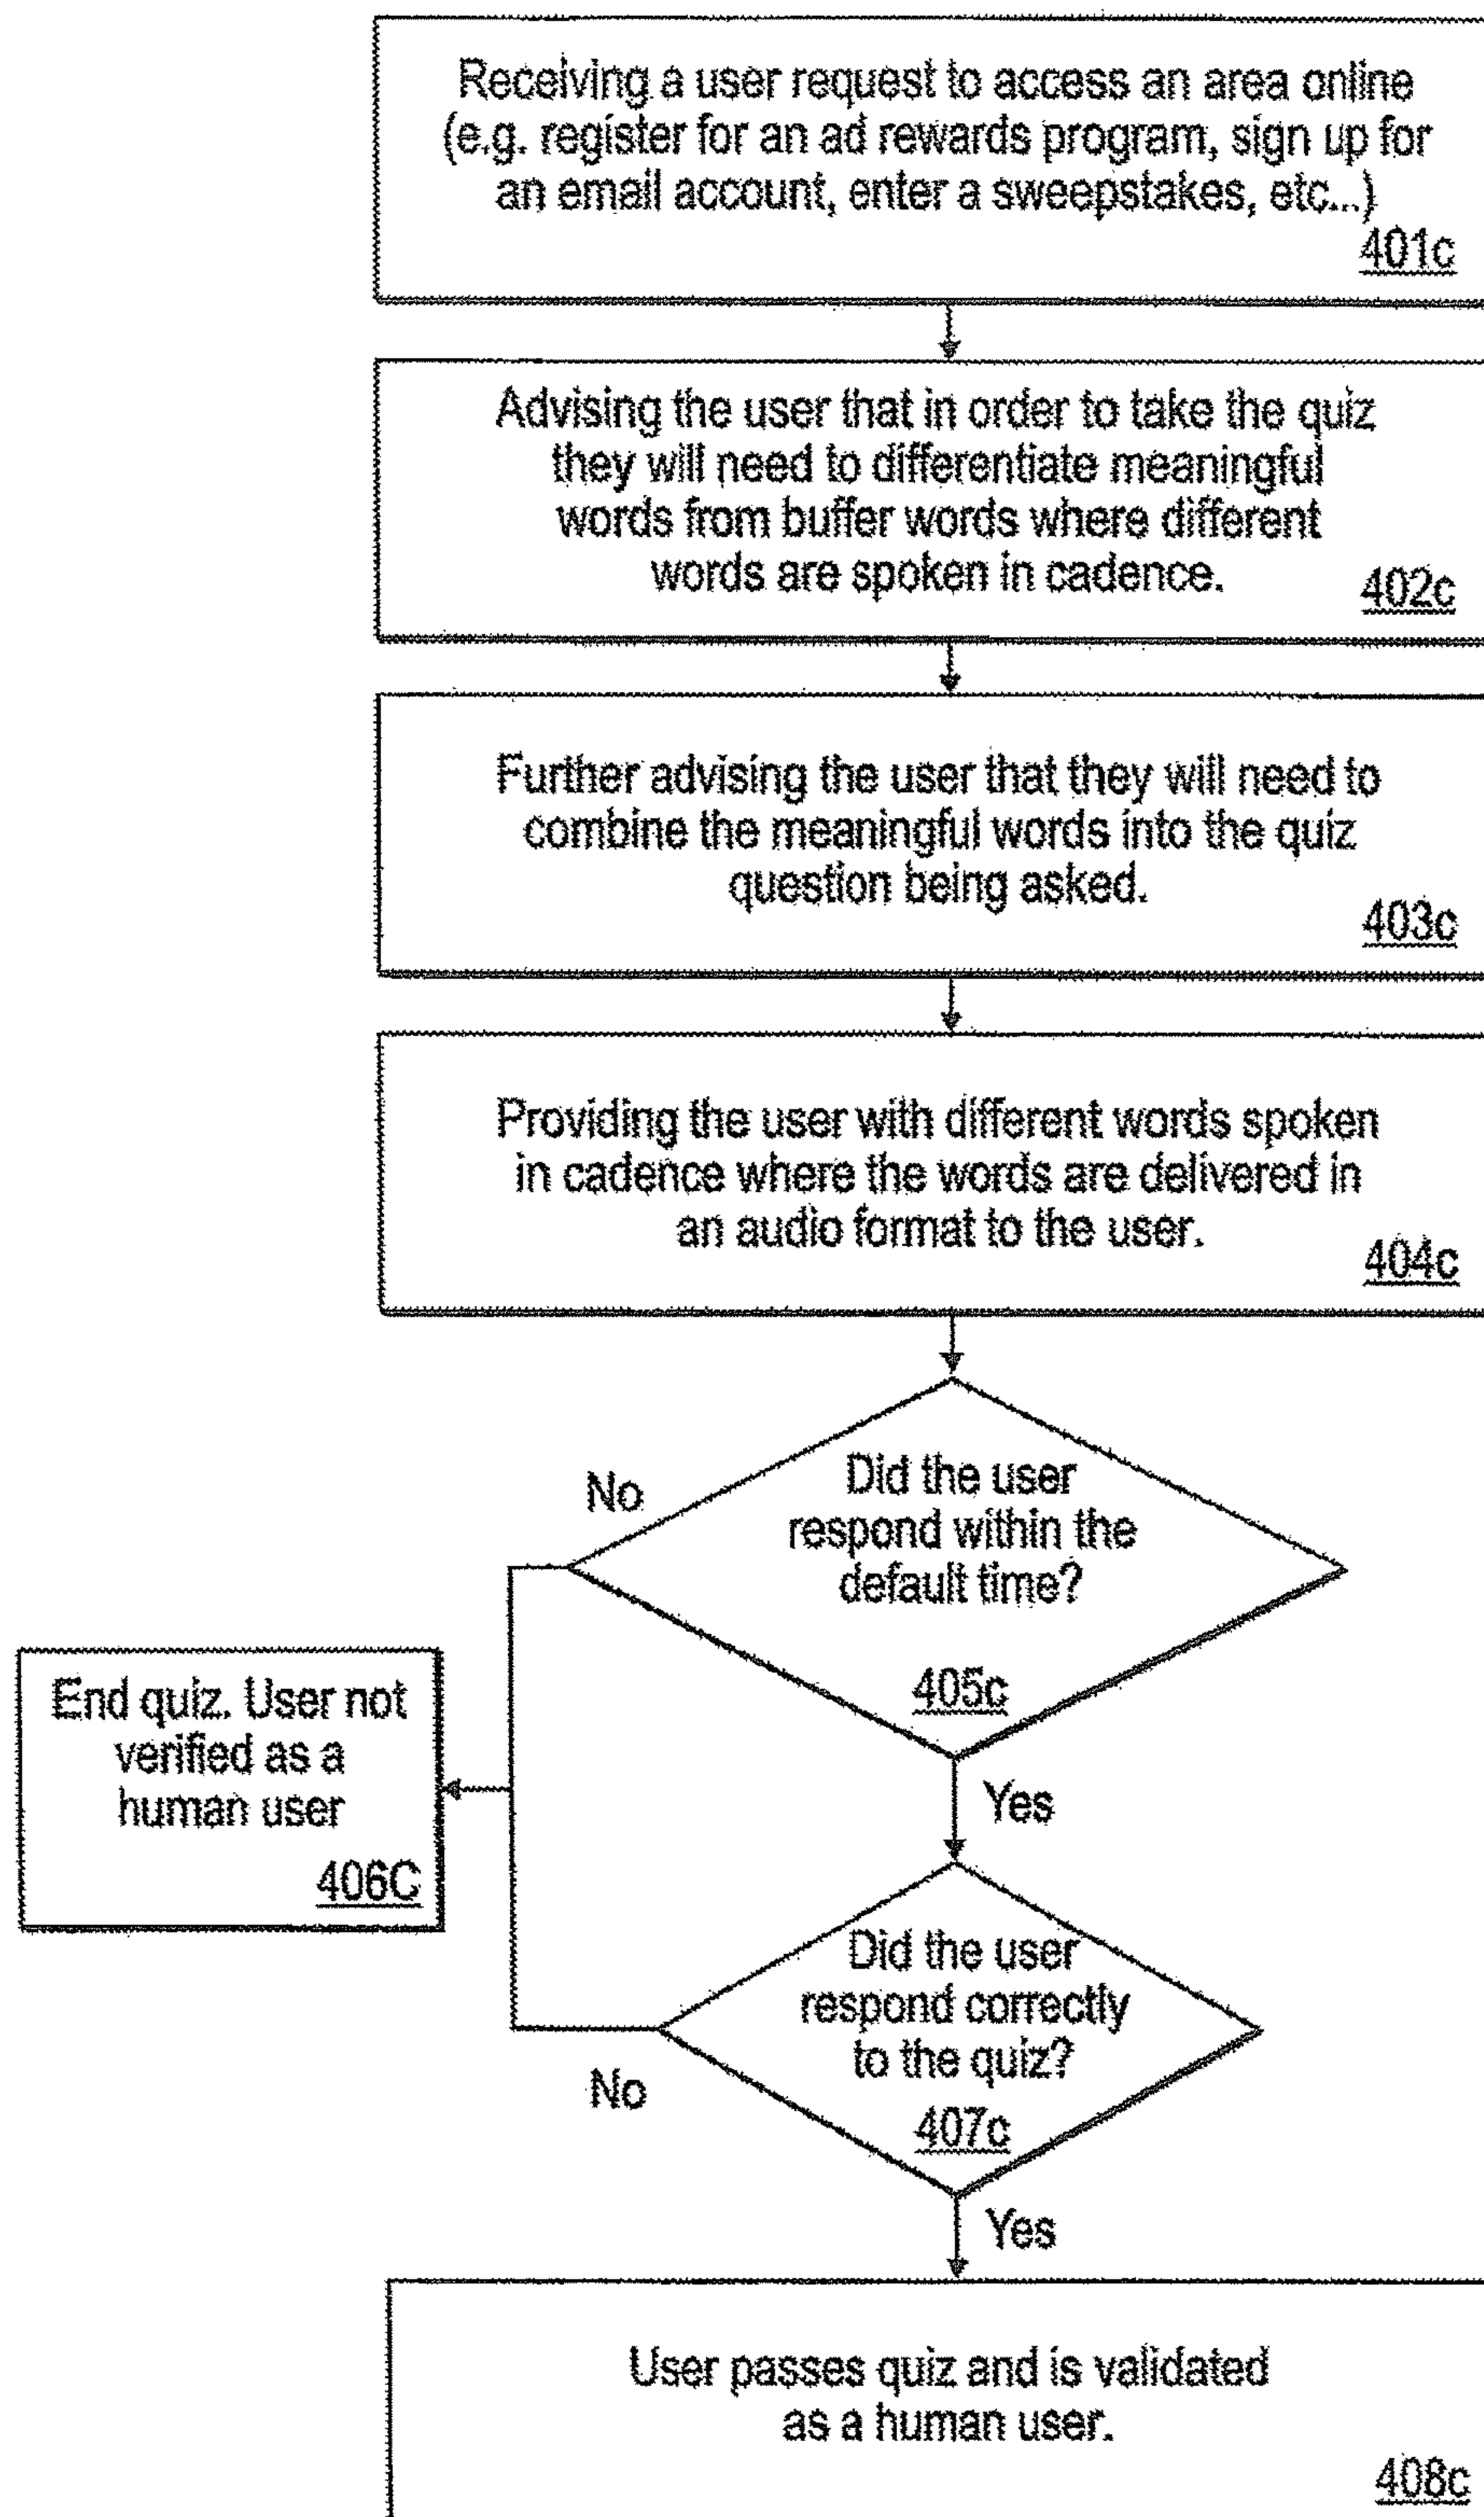 Receiving a user request to access an area online
(e.g. register for an ad rewards program, sign up for
an email account, enter a sweepstakes, etc...)
401c
Advising the user that in order to take the quiz
they will need to differentiate meaningful
words from buffer words where different
words are spoken in cadence.
402c
Further advising the user that they will need to
combine the meaningful words into the quiz
question being asked.
403c
Providing the user with different words spoken
in cadence where the words are delivered in
an audio format to the user.
404c
Did the user
respond within the
default time?
405c
No
Yes
End quiz. User not
verified as a
human user
406C
Did the user
respond correctly
to the quiz?
407c
No
Yes
User passes quiz and is validated
as a human user.
408c